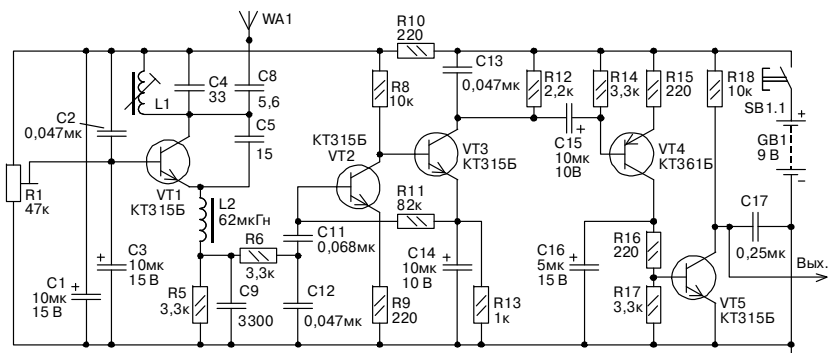 WA1
R10
220
C13
0,047мк
C4
33
C8
5,6
L1
C2
0,047мк
C5
15
R8
10к
R12
2,2к
R14
3,3к
R15
220
R18
10к
SB1.1
+
GB1
9 В
–
КТ315Б
VT2
VT3
КТ315Б
C15
+
10мк
10В
VT4
КТ361Б
R1
47к
VT1
КТ315Б
L2
62мкГн
R11
82к
C17
0,25мк
C11
0,068мк
R6
3,3к
+
C3
10мк
15 В
C1
+
10мк
15 В
R5
3,3к
C9
3300
C12
0,047мк
C14
+
10мк
10 В
R9
220
R13
1к
C16
+
5мк
15 В
R16
220
R17
3,3к
VT5
КТ315Б
Вых.